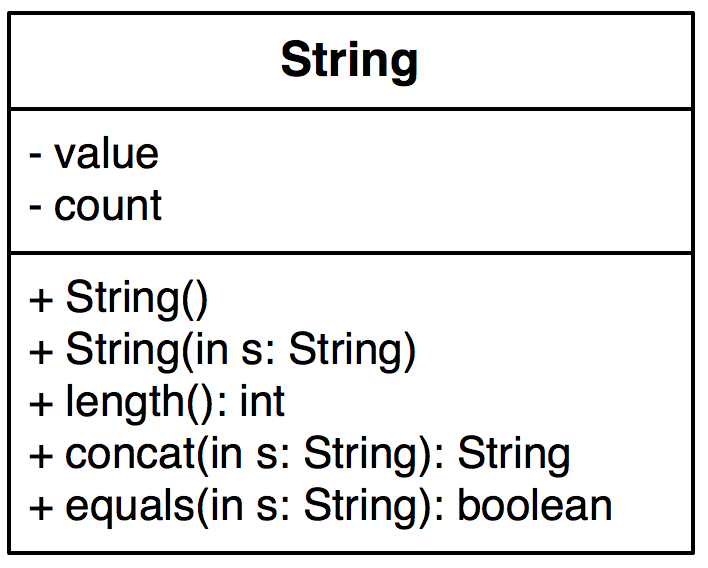 String
- value
- count
+ String()
+ String(in s: String)
+ length(): int
+ concat(in s: String): String
+ equals(in s: String): boolean